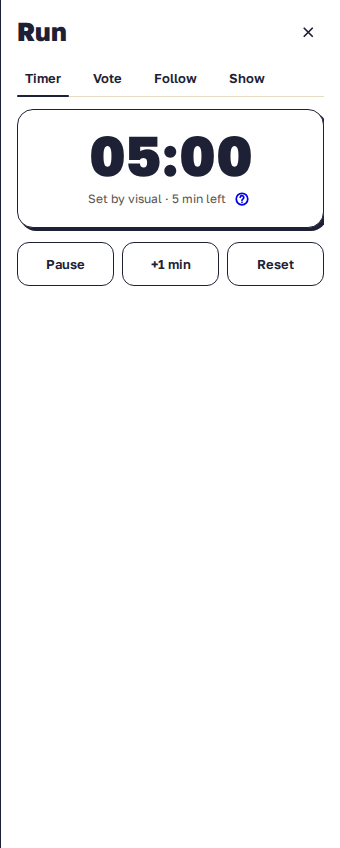 Run
Timer Vote Follow Show
05:00
Set by visual · 5 min left
Pause +1 min Reset